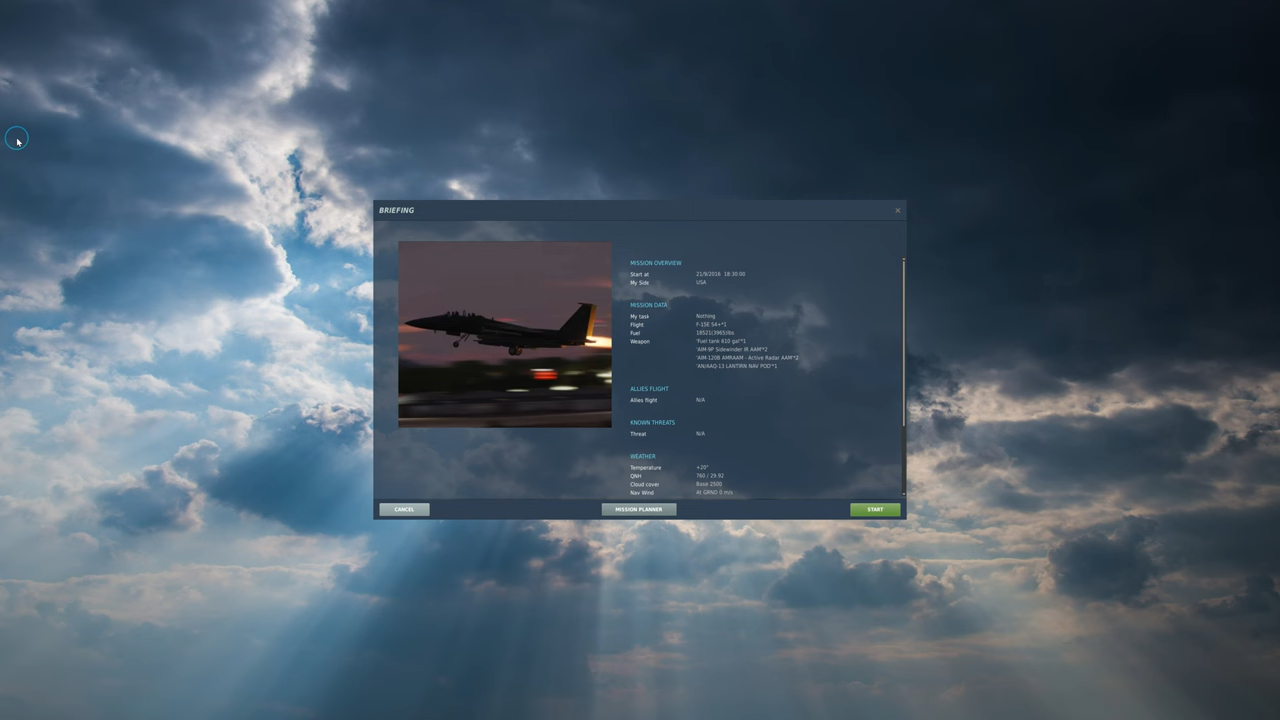 BRIEFING
MISSION OVERVIEW
Start at 21/9/2016 18:30:00
My Side USA
MISSION DATA
My task Nothing
Flight F-15E S4+*1
Fuel 18521(3965)lbs
Weapon 'Fuel tank 610 gal'*1
'AIM-9P Sidewinder IR AAM'*2
'AIM-120B AMRAAM - Active Radar AAM'*2
'AN/AAQ-13 LANTIRN NAV POD'*1
ALLIES FLIGHT
Allies flight N/A
KNOWN THREATS
Threat N/A
WEATHER
Temperature +20°
QNH 760 / 29.92
Cloud cover Base 2500
Nav Wind At GRND 0 m/s
CANCEL MISSION PLANNER START